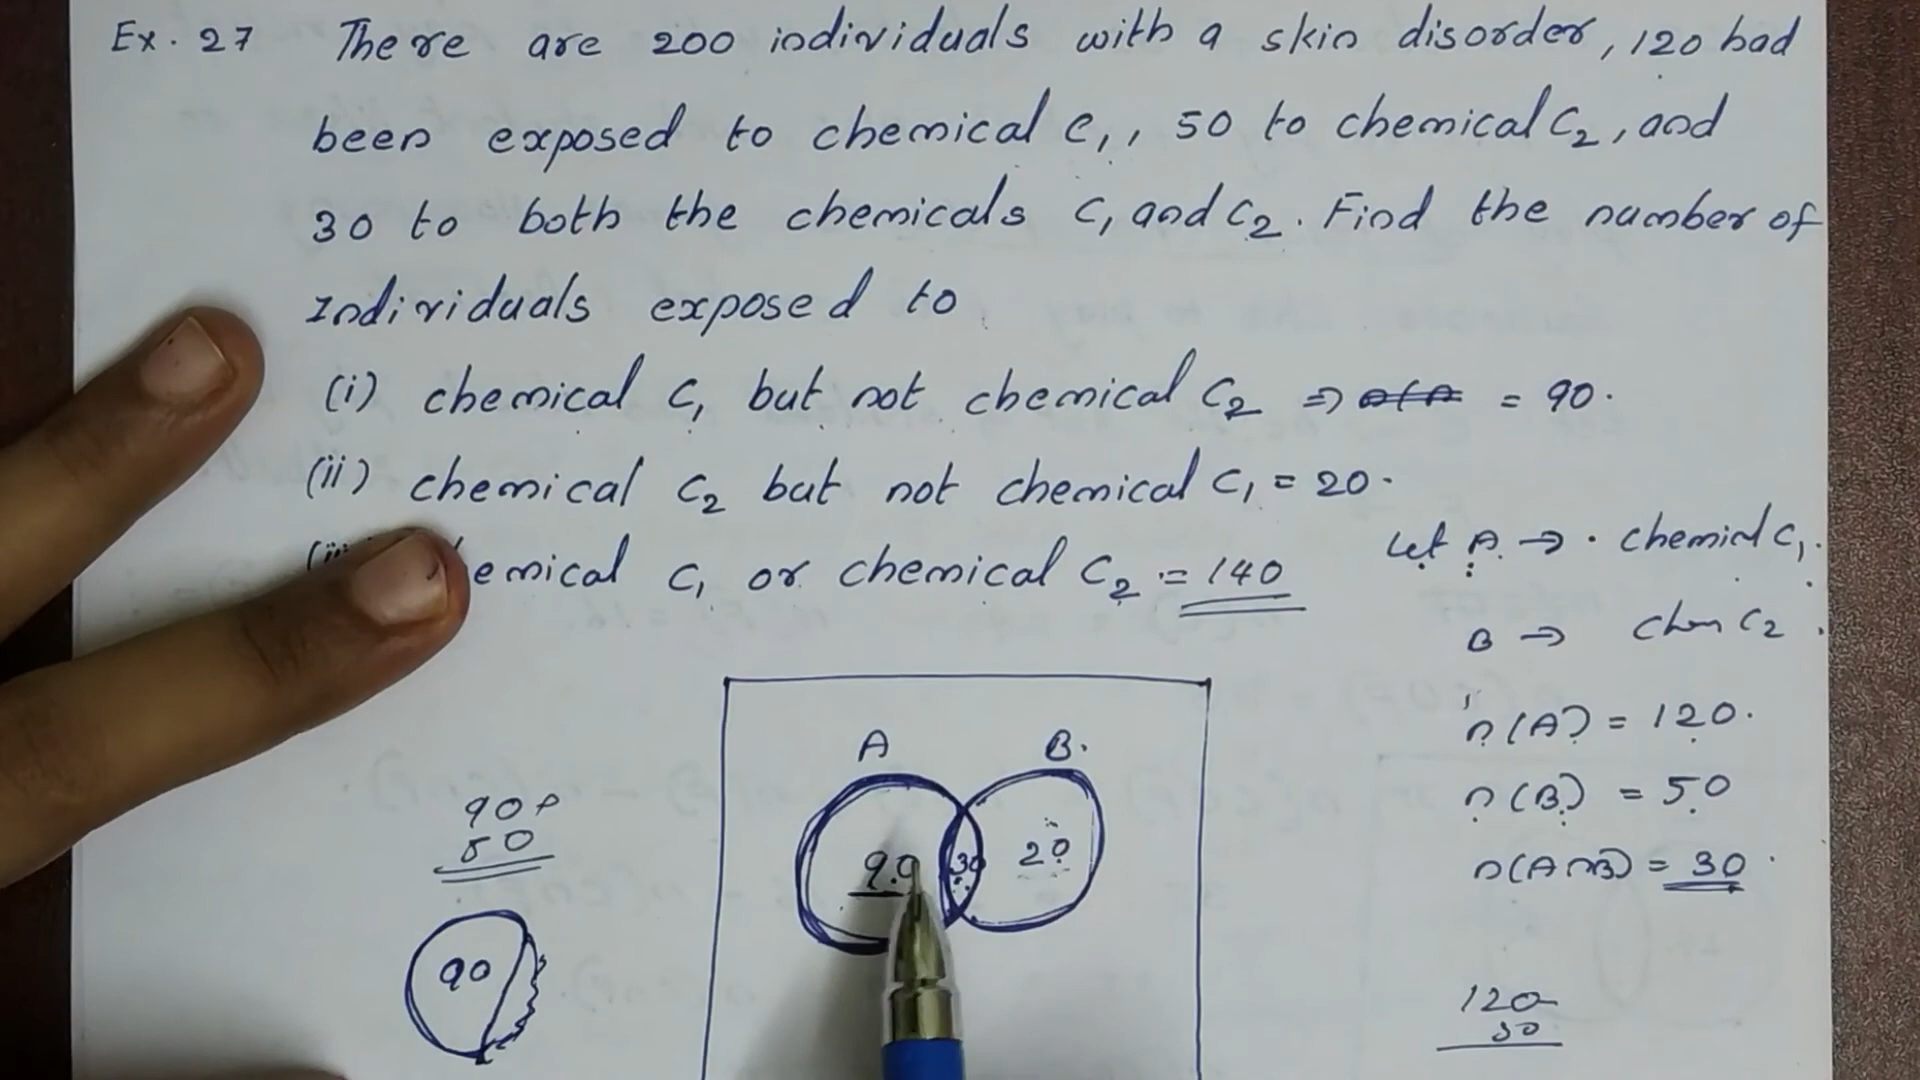 Ex. 27 There are 200 individuals with a skin disorder, 120 had
been exposed to chemical C₁, 50 to chemical C₂, and
30 to both the chemicals C₁ and C₂. Find the number of
Individuals exposed to
(i) chemical C₁ but not chemical C₂ ⇒ = 90.
(ii) chemical C₂ but not chemical C₁ = 20.
emical C₁ or chemical C₂ = 140
Let A → chemical C₁.
B → Chem C₂.
n(A) = 120.
n(B) = 50
n(A∩B) = 30
A B.
90 30 20
90
50
90
120
30